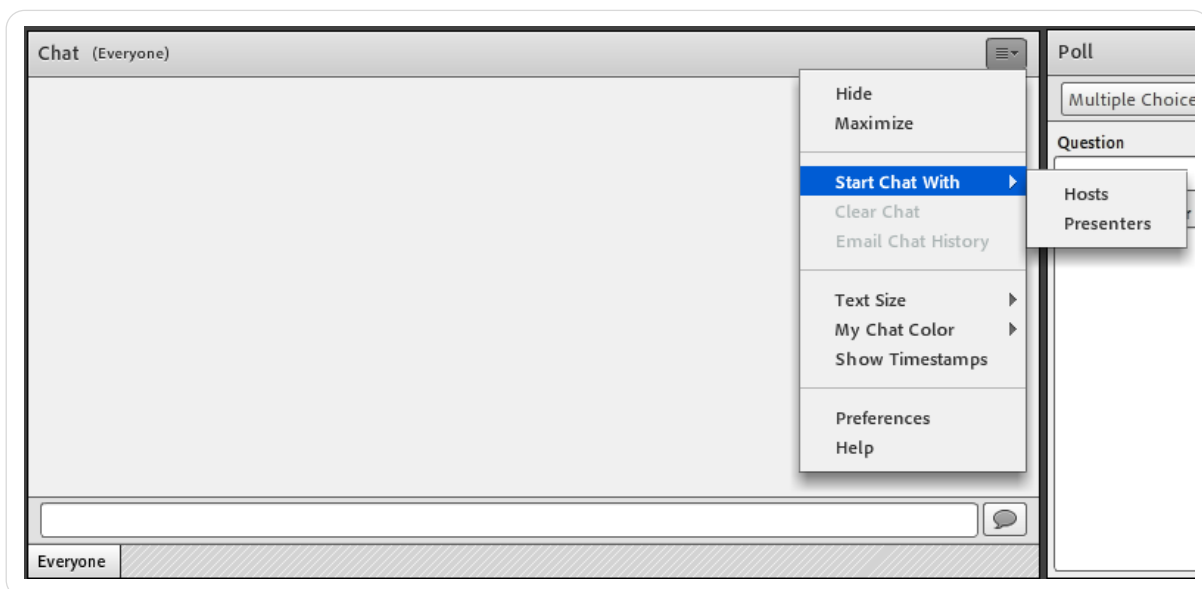 Chat (Everyone)
Hide
Maximize
Start Chat With
Clear Chat
Email Chat History
Text Size
My Chat Color
Show Timestamps
Preferences
Help
Hosts
Presenters
Everyone
Poll
Multiple Choice
Question